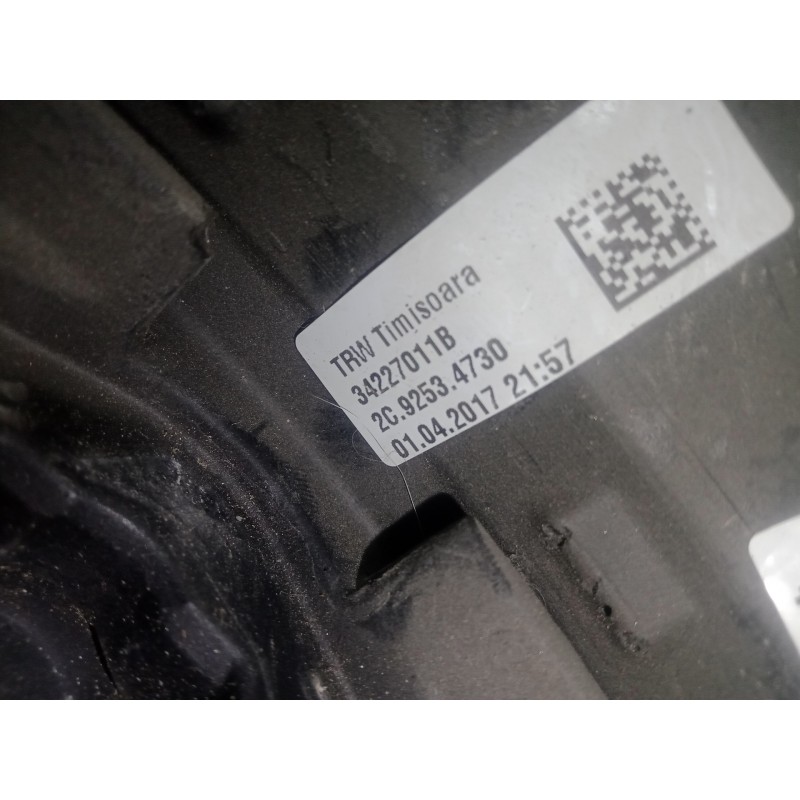 TRW Timisoara
34227011B
2C.9253.4730
01.04.2017 21:57